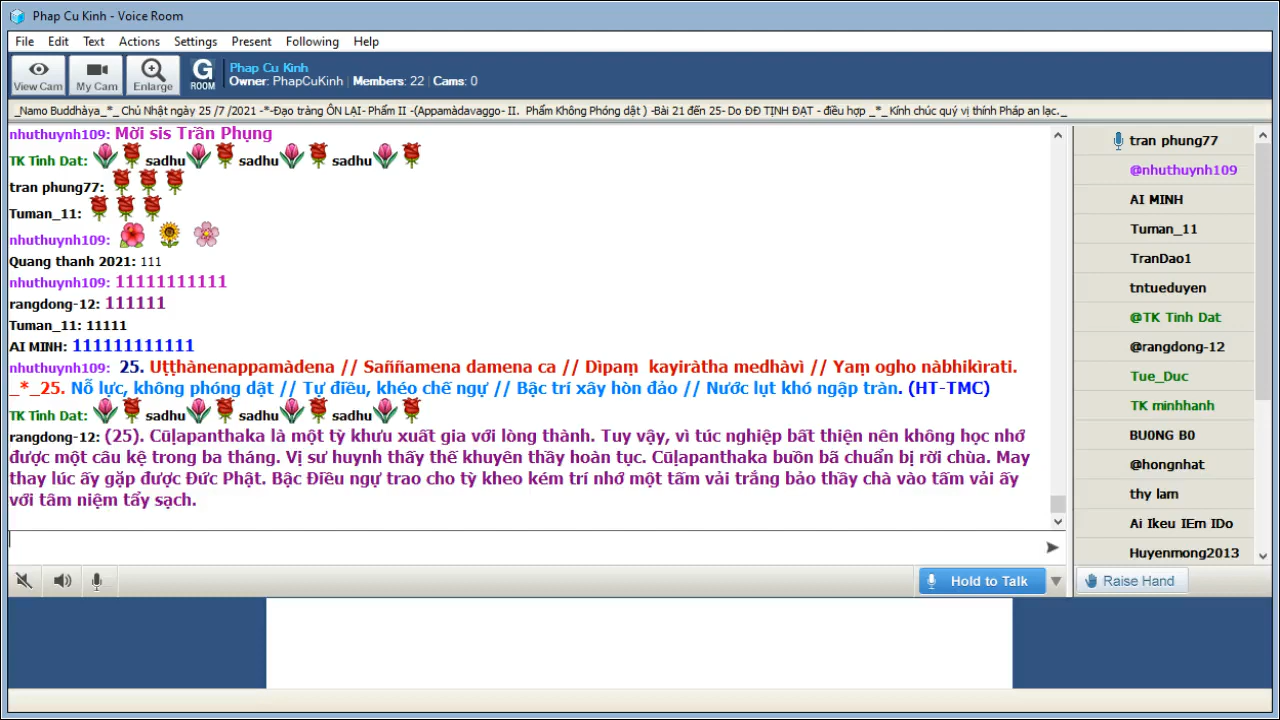 Phap Cu Kinh - Voice Room
File Edit Text Actions Settings Present Following Help
View Cam My Cam Enlarge G ROOM
Phap Cu Kinh
Owner: PhapCuKinh | Members: 22 | Cams: 0
_Namo Buddhàya_*_ Chủ Nhật ngày 25 /7 /2021 -*-Đạo tràng ÔN LẠI- Phẩm II -(Appamàdavaggo- II. Phẩm Không Phóng dật ) -Bài 21 đến 25- Do ĐĐ TỊNH ĐẠT - điều hợp _*_Kính chúc quý vị thính Pháp an lạc._
nhuthuynh109: Mời sis Trần Phụng
TK Tinh Dat: sadhu sadhu sadhu
tran phung77:
Tuman_11:
nhuthuynh109:
Quang thanh 2021: 111
nhuthuynh109: 11111111111
rangdong-12: 111111
Tuman_11: 11111
AI MINH: 111111111111
nhuthuynh109: 25. Uṭṭhànenappamàdena // Saññamena damena ca // Dìpaṃ kayiràtha medhàvì // Yaṃ ogho nàbhikìrati.
_*_25. Nỗ lực, không phóng dật // Tự điều, khéo chế ngự // Bậc trí xây hòn đảo // Nước lụt khó ngập tràn. (HT-TMC)
TK Tinh Dat: sadhu sadhu sadhu
rangdong-12: (25). Cūḷapanthaka là một tỳ khưu xuất gia với lòng thành. Tuy vậy, vì túc nghiệp bất thiện nên không học nhớ
được một câu kệ trong ba tháng. Vị sư huynh thấy thế khuyên thầy hoàn tục. Cūḷapanthaka buồn bã chuẩn bị rời chùa. May
thay lúc ấy gặp được Đức Phật. Bậc Điều ngự trao cho tỳ kheo kém trí nhớ một tấm vải trắng bảo thầy chà vào tấm vải ấy
với tâm niệm tẩy sạch.
Hold to Talk
tran phung77
@nhuthuynh109
AI MINH
Tuman_11
TranDao1
tntueduyen
@TK Tinh Dat
@rangdong-12
Tue_Duc
TK minhhanh
BU0NG B0
@hongnhat
thy lam
Ai Ikeu IEm IDo
Huyenmong2013
Raise Hand